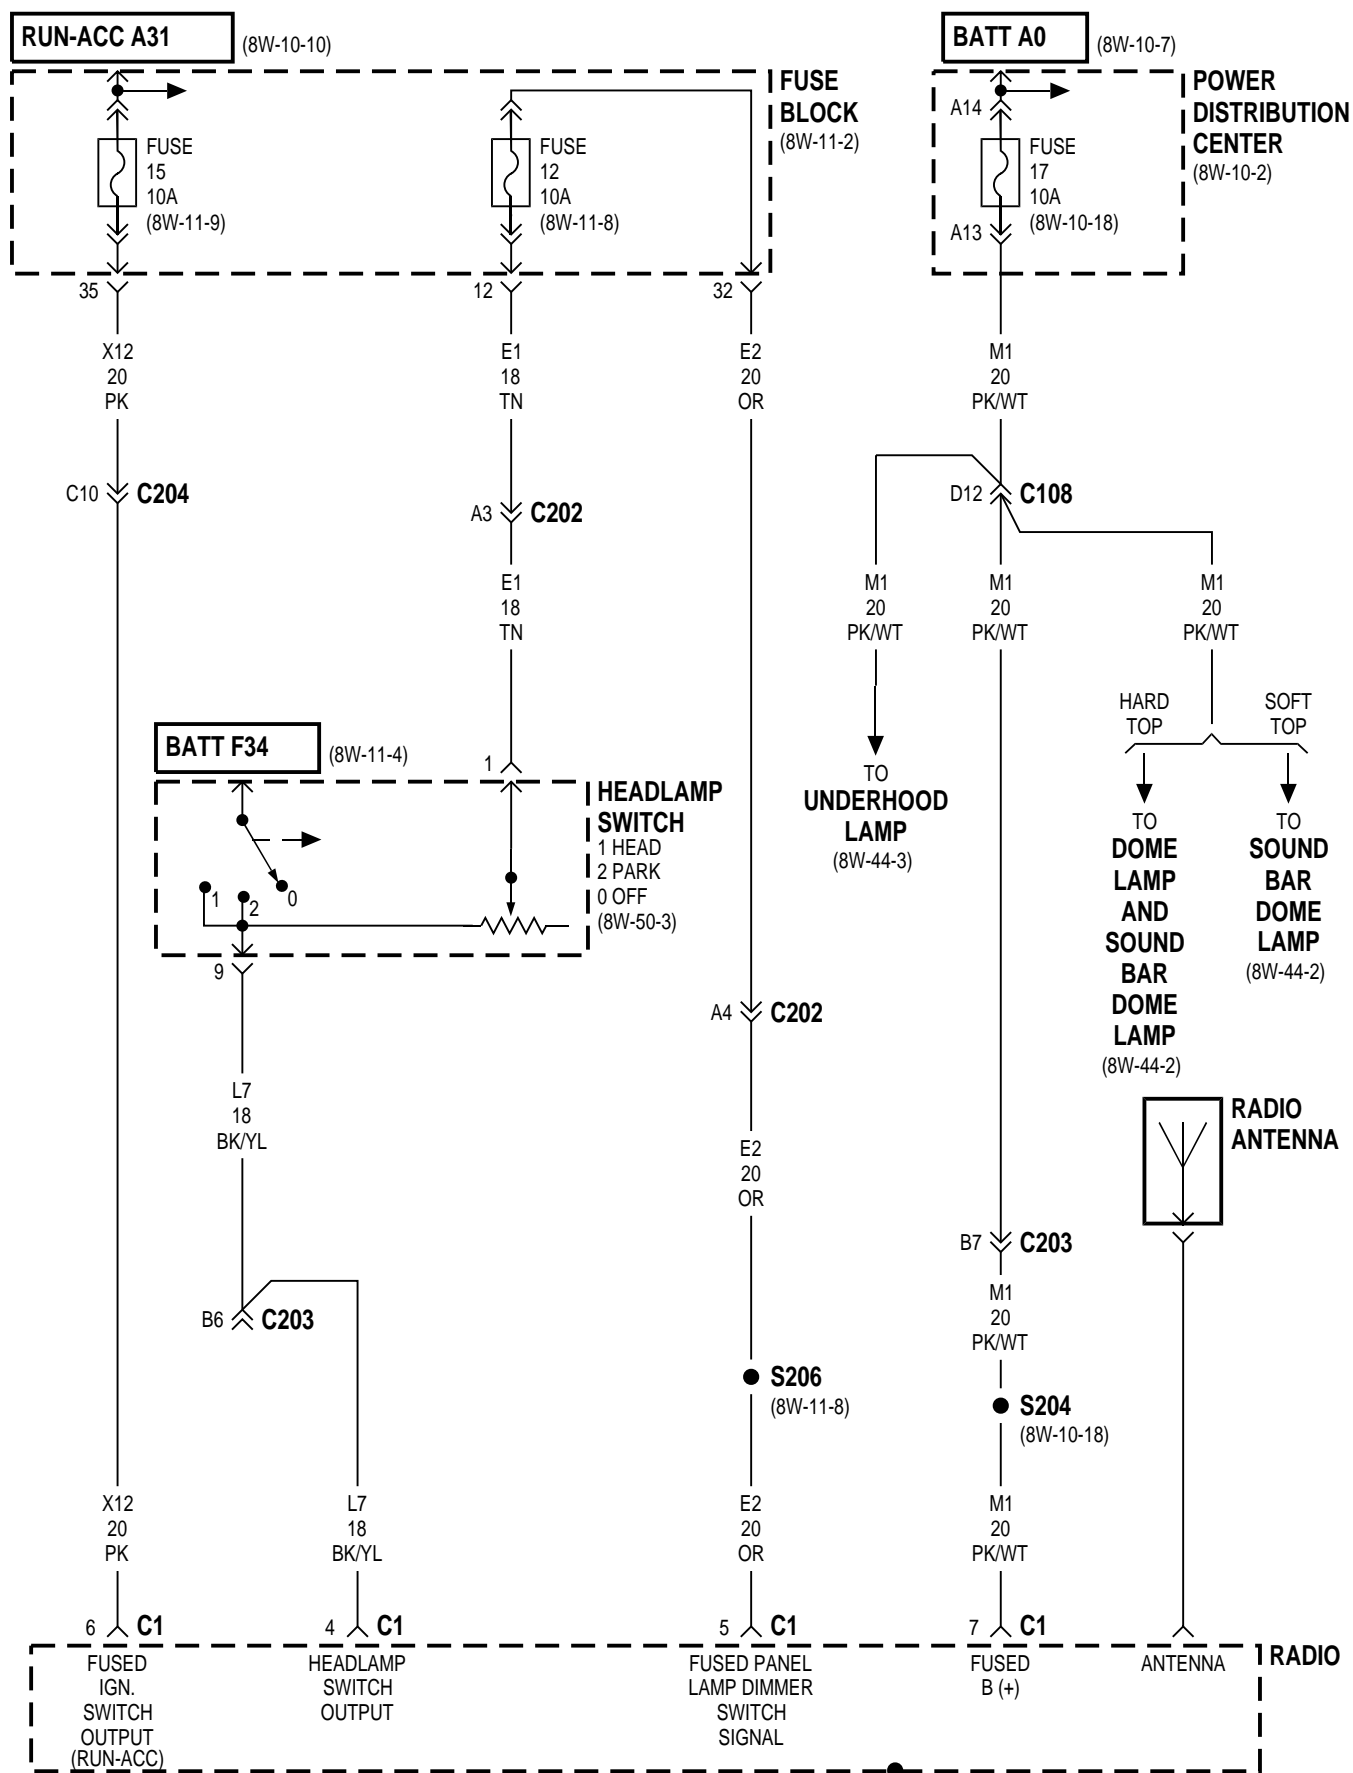 RUN-ACC A31
(8W-10-10)
BATT A0
(8W-10-7)
FUSE
BLOCK
(8W-11-2)
POWER
DISTRIBUTION
CENTER
(8W-10-2)
FUSE
15
10A
(8W-11-9)
FUSE
12
10A
(8W-11-8)
A14
FUSE
17
10A
(8W-10-18)
A13
35
12
32
X12
20
PK
E1
18
TN
E2
20
OR
M1
20
PK/WT
C10
C204
A3
C202
D12
C108
E1
18
TN
M1
20
PK/WT
M1
20
PK/WT
M1
20
PK/WT
HARD
TOP
SOFT
TOP
BATT F34
(8W-11-4)
1
HEADLAMP
SWITCH
1 HEAD
2 PARK
0 OFF
(8W-50-3)
1
2
0
9
TO
UNDERHOOD
LAMP
(8W-44-3)
TO
DOME
LAMP
AND
SOUND
BAR
DOME
LAMP
(8W-44-2)
TO
SOUND
BAR
DOME
LAMP
(8W-44-2)
A4
C202
L7
18
BK/YL
E2
20
OR
RADIO
ANTENNA
B6
C203
B7
C203
M1
20
PK/WT
S206
(8W-11-8)
S204
(8W-10-18)
X12
20
PK
L7
18
BK/YL
E2
20
OR
M1
20
PK/WT
6
C1
4
C1
5
C1
7
C1
RADIO
FUSED
IGN.
SWITCH
OUTPUT
(RUN-ACC)
HEADLAMP
SWITCH
OUTPUT
FUSED PANEL
LAMP DIMMER
SWITCH
SIGNAL
FUSED
B (+)
ANTENNA